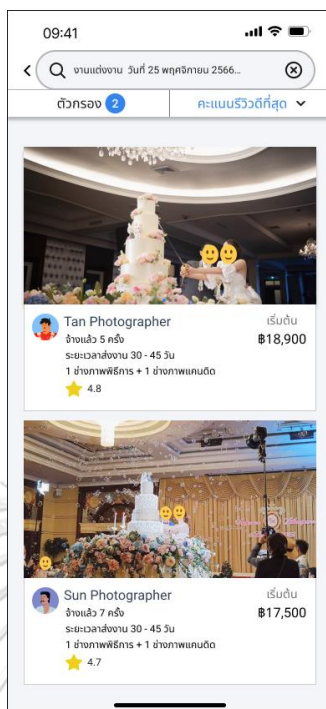 09:41
งานแต่งงาน วันที่ 25 พฤศจิกายน 2566...
ตัวกรอง 2
คะแนนรีวิวดีที่สุด
Tan Photographer
เริ่มต้น
จ้างแล้ว 5 ครั้ง
฿18,900
ระยะเวลาส่งงาน 30 - 45 วัน
1 ช่างภาพพิธีการ + 1 ช่างภาพแคนดิด
4.8
Sun Photographer
เริ่มต้น
จ้างแล้ว 7 ครั้ง
฿17,500
ระยะเวลาส่งงาน 30 - 45 วัน
1 ช่างภาพพิธีการ + 1 ช่างภาพแคนดิด
4.7